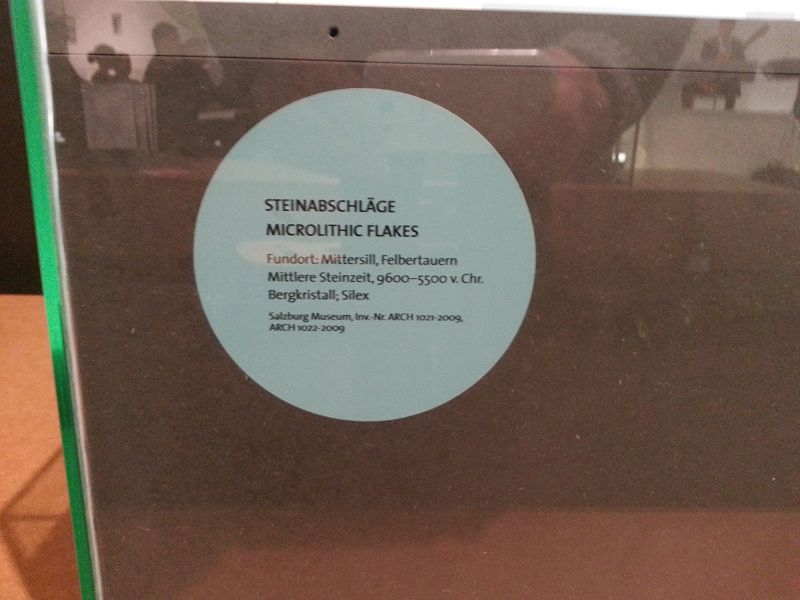 STEINABSCHLÄGE
MICROLITHIC FLAKES
Fundort: Mittersill, Felbertauern
Mittlere Steinzeit, 9600–5500 v. Chr.
Bergkristall; Silex
Salzburg Museum, Inv.-Nr. ARCH 1021-2009,
ARCH 1022-2009